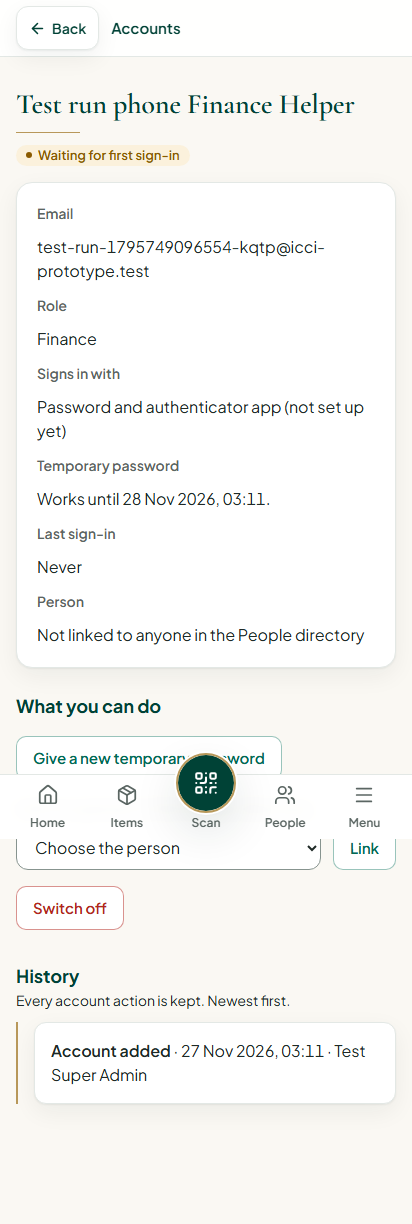 Back Accounts
Test run phone Finance Helper
Waiting for first sign-in
Email
test-run-1795749096554-kqtp@icci-
prototype.test
Role
Finance
Signs in with
Password and authenticator app (not set up
yet)
Temporary password
Works until 28 Nov 2026, 03:11.
Last sign-in
Never
Person
Not linked to anyone in the People directory
What you can do
Give a new temporary password
Home Items Scan People Menu
Choose the person Link
Switch off
History
Every account action is kept. Newest first.
Account added · 27 Nov 2026, 03:11 · Test
Super Admin